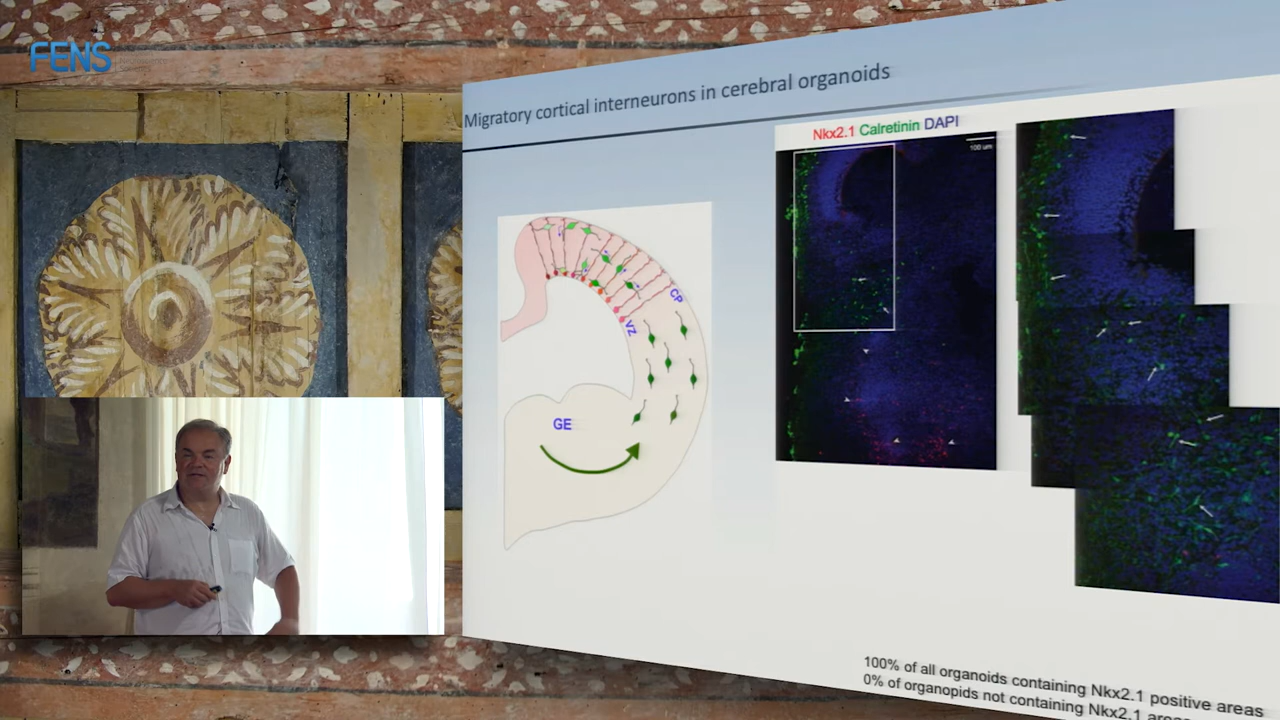 FENS
Migratory cortical interneurons in cerebral organoids
Nkx2.1 Calretinin DAPI
100 um
CP
VZ
GE
100% of all organoids containing Nkx2.1 positive areas
0% of organopids not containing Nkx2.1 areas